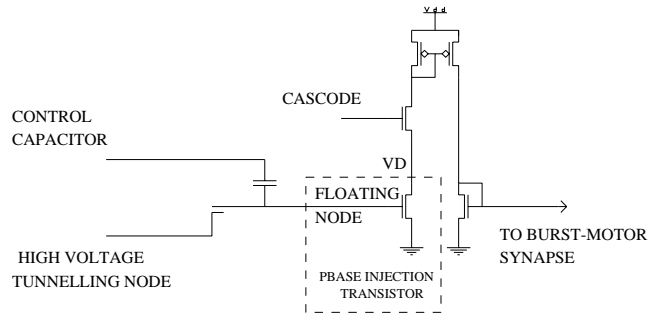 Vdd
CONTROL
CAPACITOR
CASCODE
VD
FLOATING
NODE
HIGH VOLTAGE
TUNNELLING NODE
PBASE INJECTION
TRANSISTOR
TO BURST-MOTOR
SYNAPSE